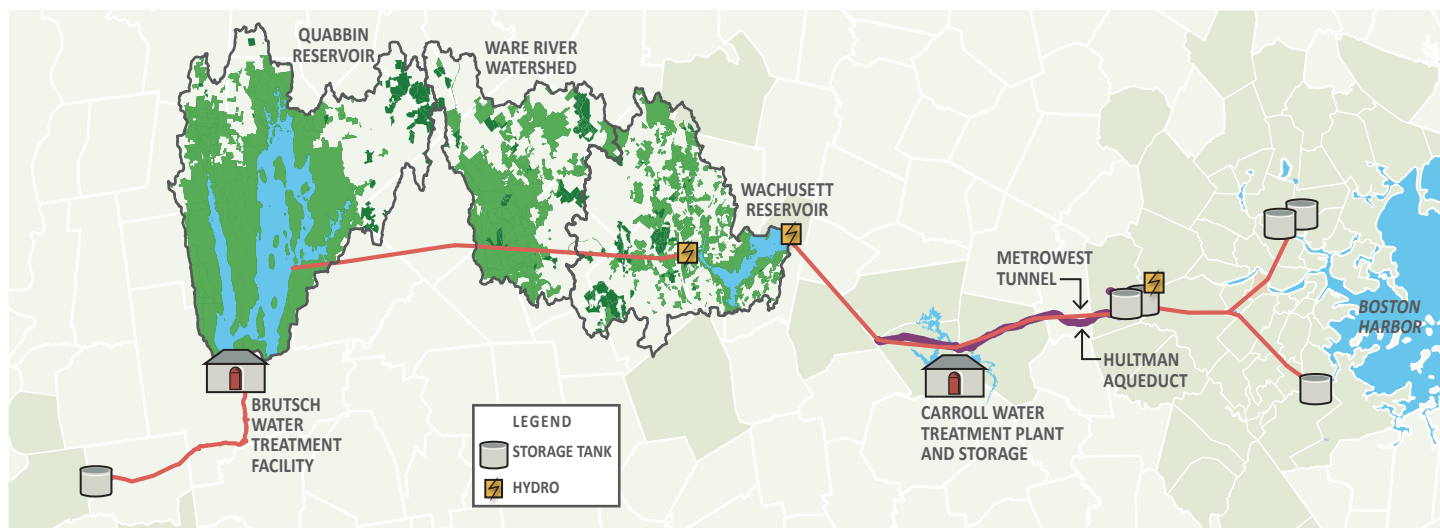 QUABBIN
RESERVOIR
WARE RIVER
WATERSHED
WACHUSETT
RESERVOIR
METROWEST
TUNNEL
BOSTON
HARBOR
HULTMAN
AQUEDUCT
BRUTSCH
WATER
TREATMENT
FACILITY
CARROLL WATER
TREATMENT PLANT
AND STORAGE
LEGEND
STORAGE TANK
HYDRO